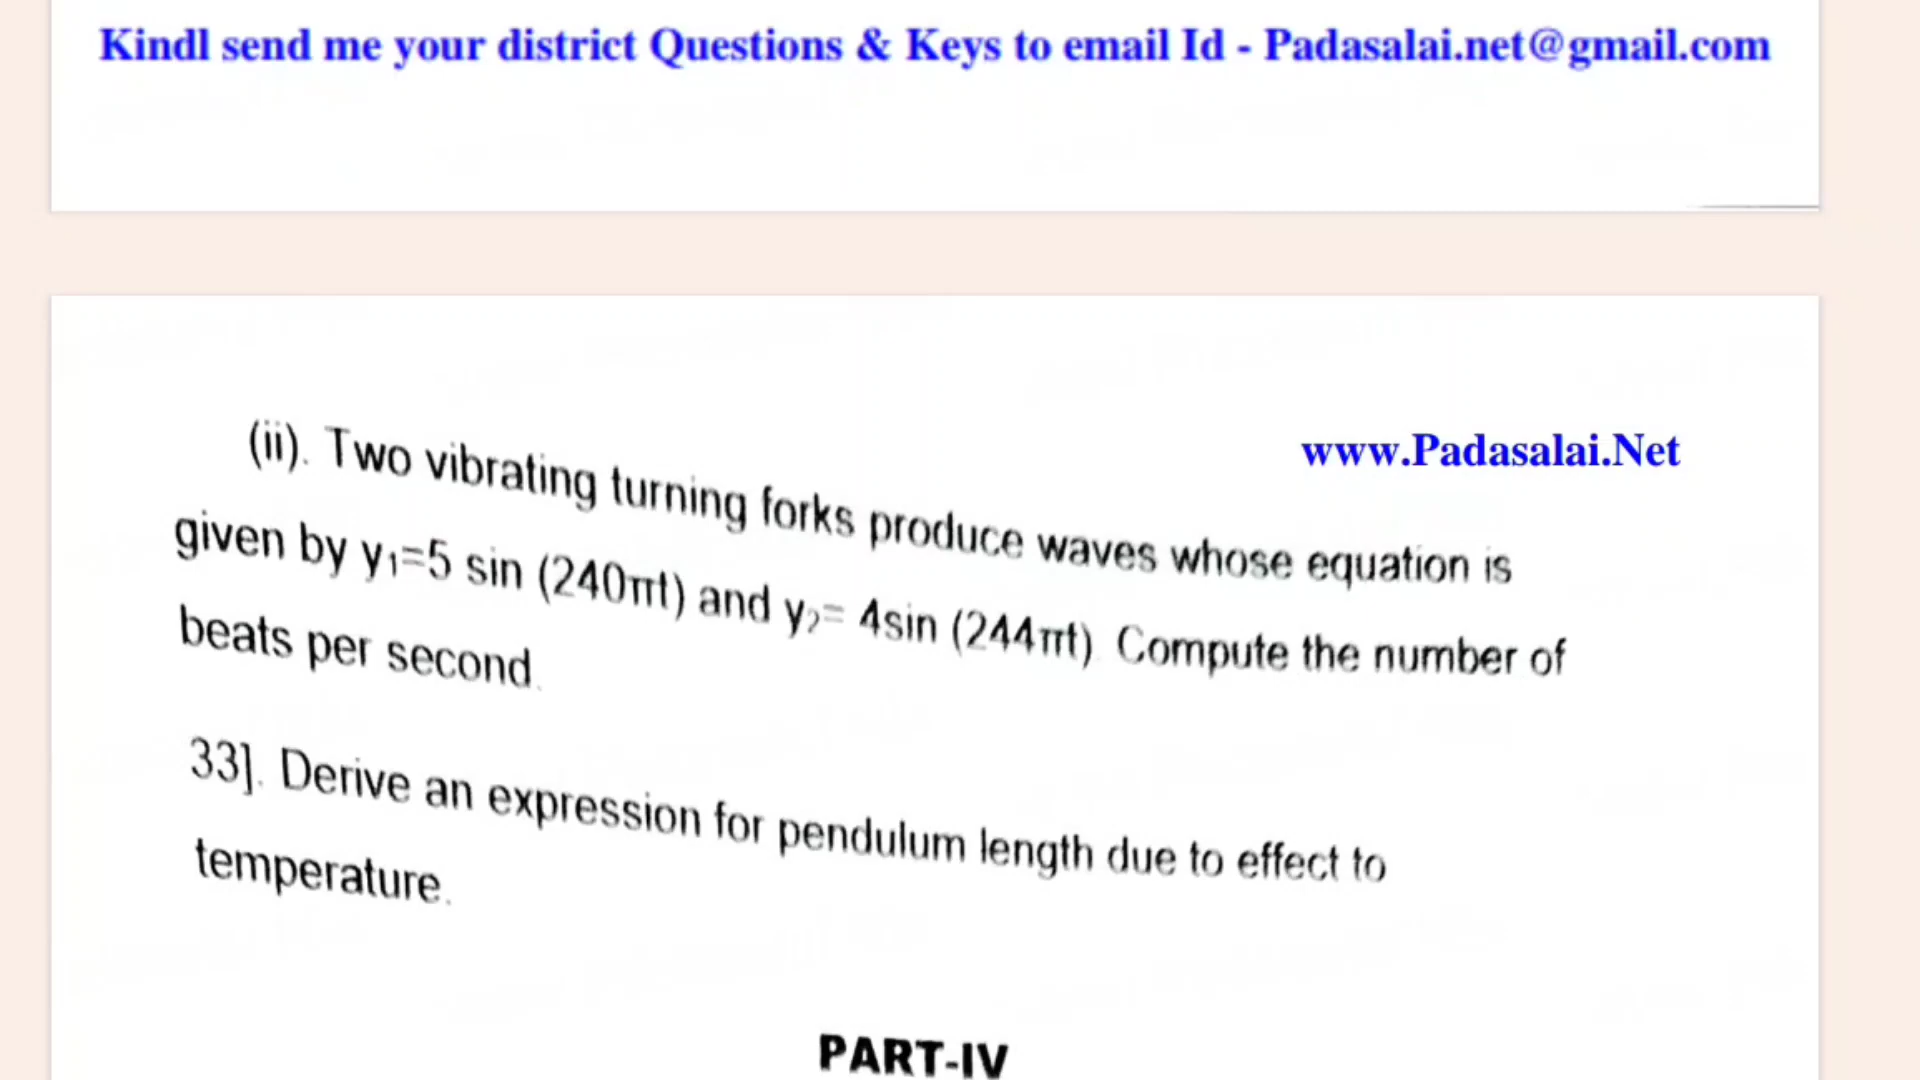 Kindl send me your district Questions & Keys to email Id - Padasalai.net@gmail.com
www.Padasalai.Net
(ii). Two vibrating turning forks produce waves whose equation is
given by y₁=5 sin (240πt) and y₂= 4sin (244πt) Compute the number of
beats per second.
33]. Derive an expression for pendulum length due to effect to
temperature.
PART-IV